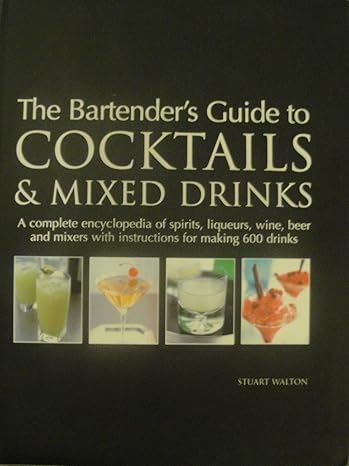 The Bartender's Guide to
COCKTAILS
& MIXED DRINKS
A complete encyclopedia of spirits, liqueurs, wine, beer
and mixers with instructions for making 600 drinks
STUART WALTON